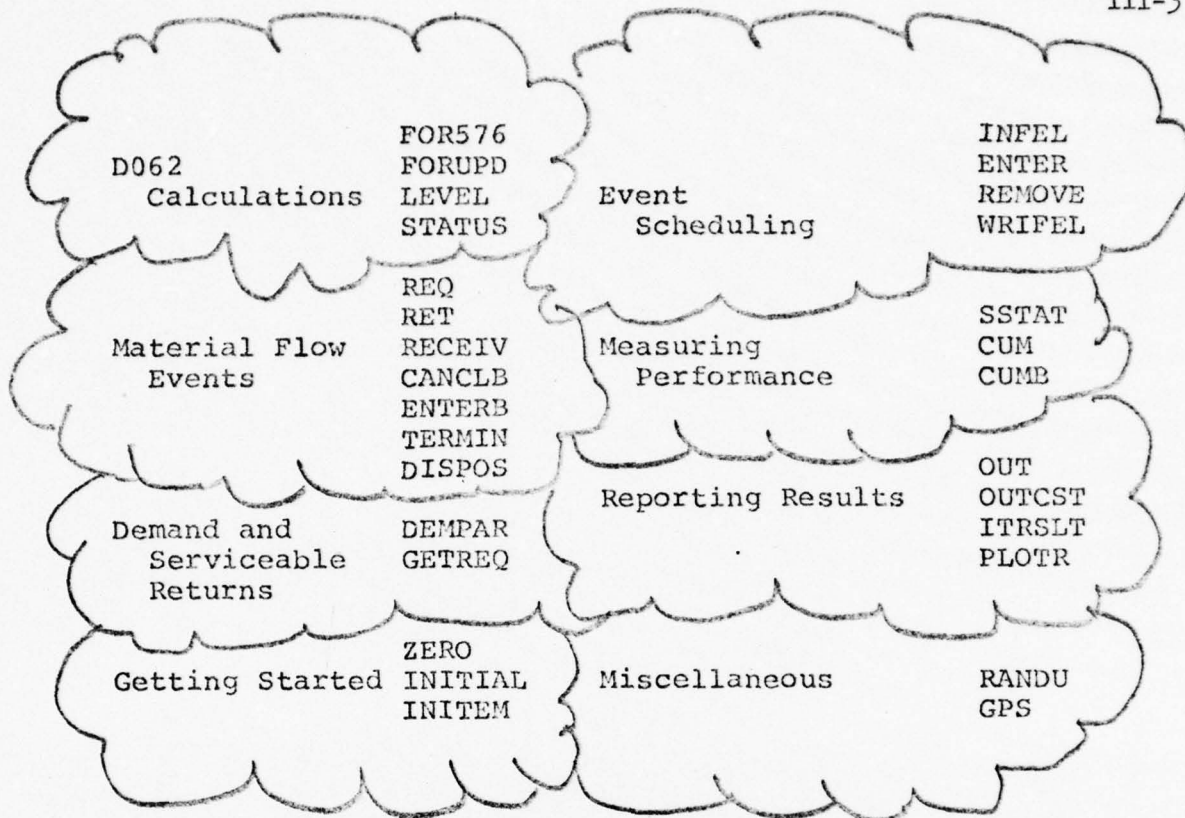 III-5
D062
Calculations
FOR576
FORUPD
LEVEL
STATUS
Event
Scheduling
INFEL
ENTER
REMOVE
WRIFEL
Material Flow
Events
REQ
RET
RECEIV
CANCLB
ENTERB
TERMIN
DISPOS
Measuring
Performance
SSTAT
CUM
CUMB
Demand and
Serviceable
Returns
DEMPAR
GETREQ
Reporting Results
OUT
OUTCST
ITRSLT
PLOTR
Getting Started
ZERO
INITIAL
INITEM
Miscellaneous
RANDU
GPS